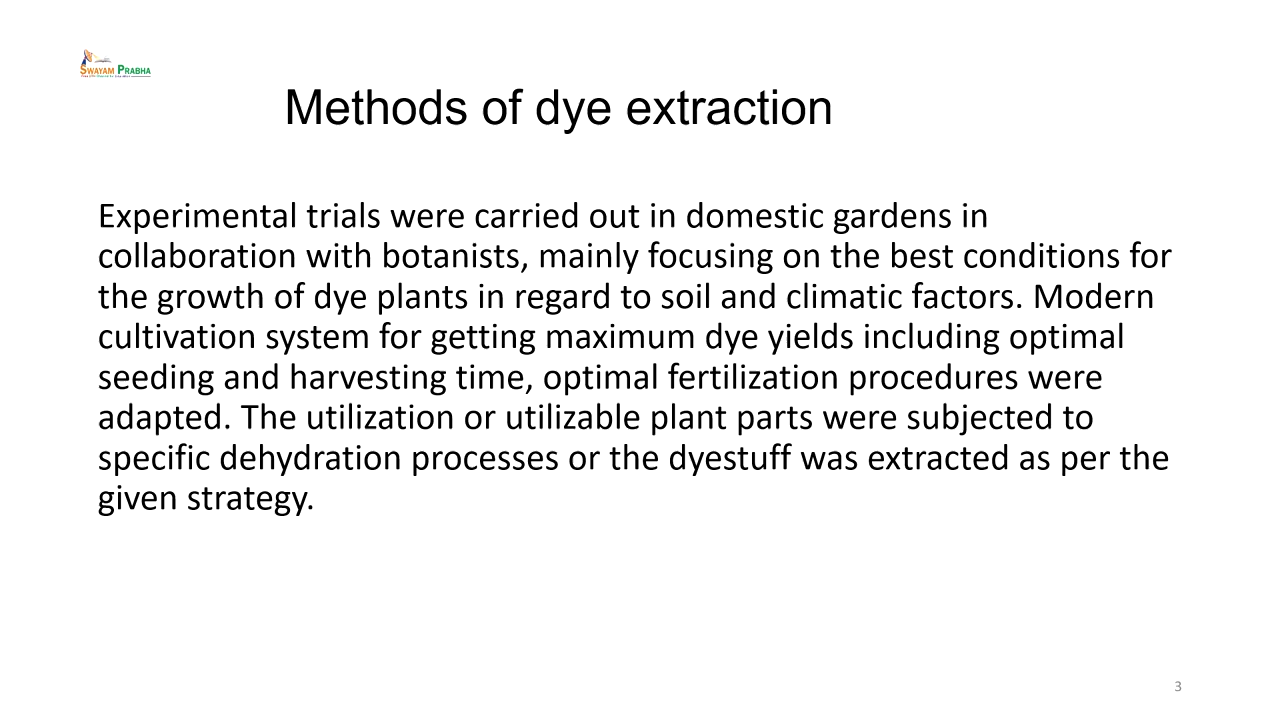 SWAYAM PRABHA
Methods of dye extraction
Experimental trials were carried out in domestic gardens in
collaboration with botanists, mainly focusing on the best conditions for
the growth of dye plants in regard to soil and climatic factors. Modern
cultivation system for getting maximum dye yields including optimal
seeding and harvesting time, optimal fertilization procedures were
adapted. The utilization or utilizable plant parts were subjected to
specific dehydration processes or the dyestuff was extracted as per the
given strategy.
3